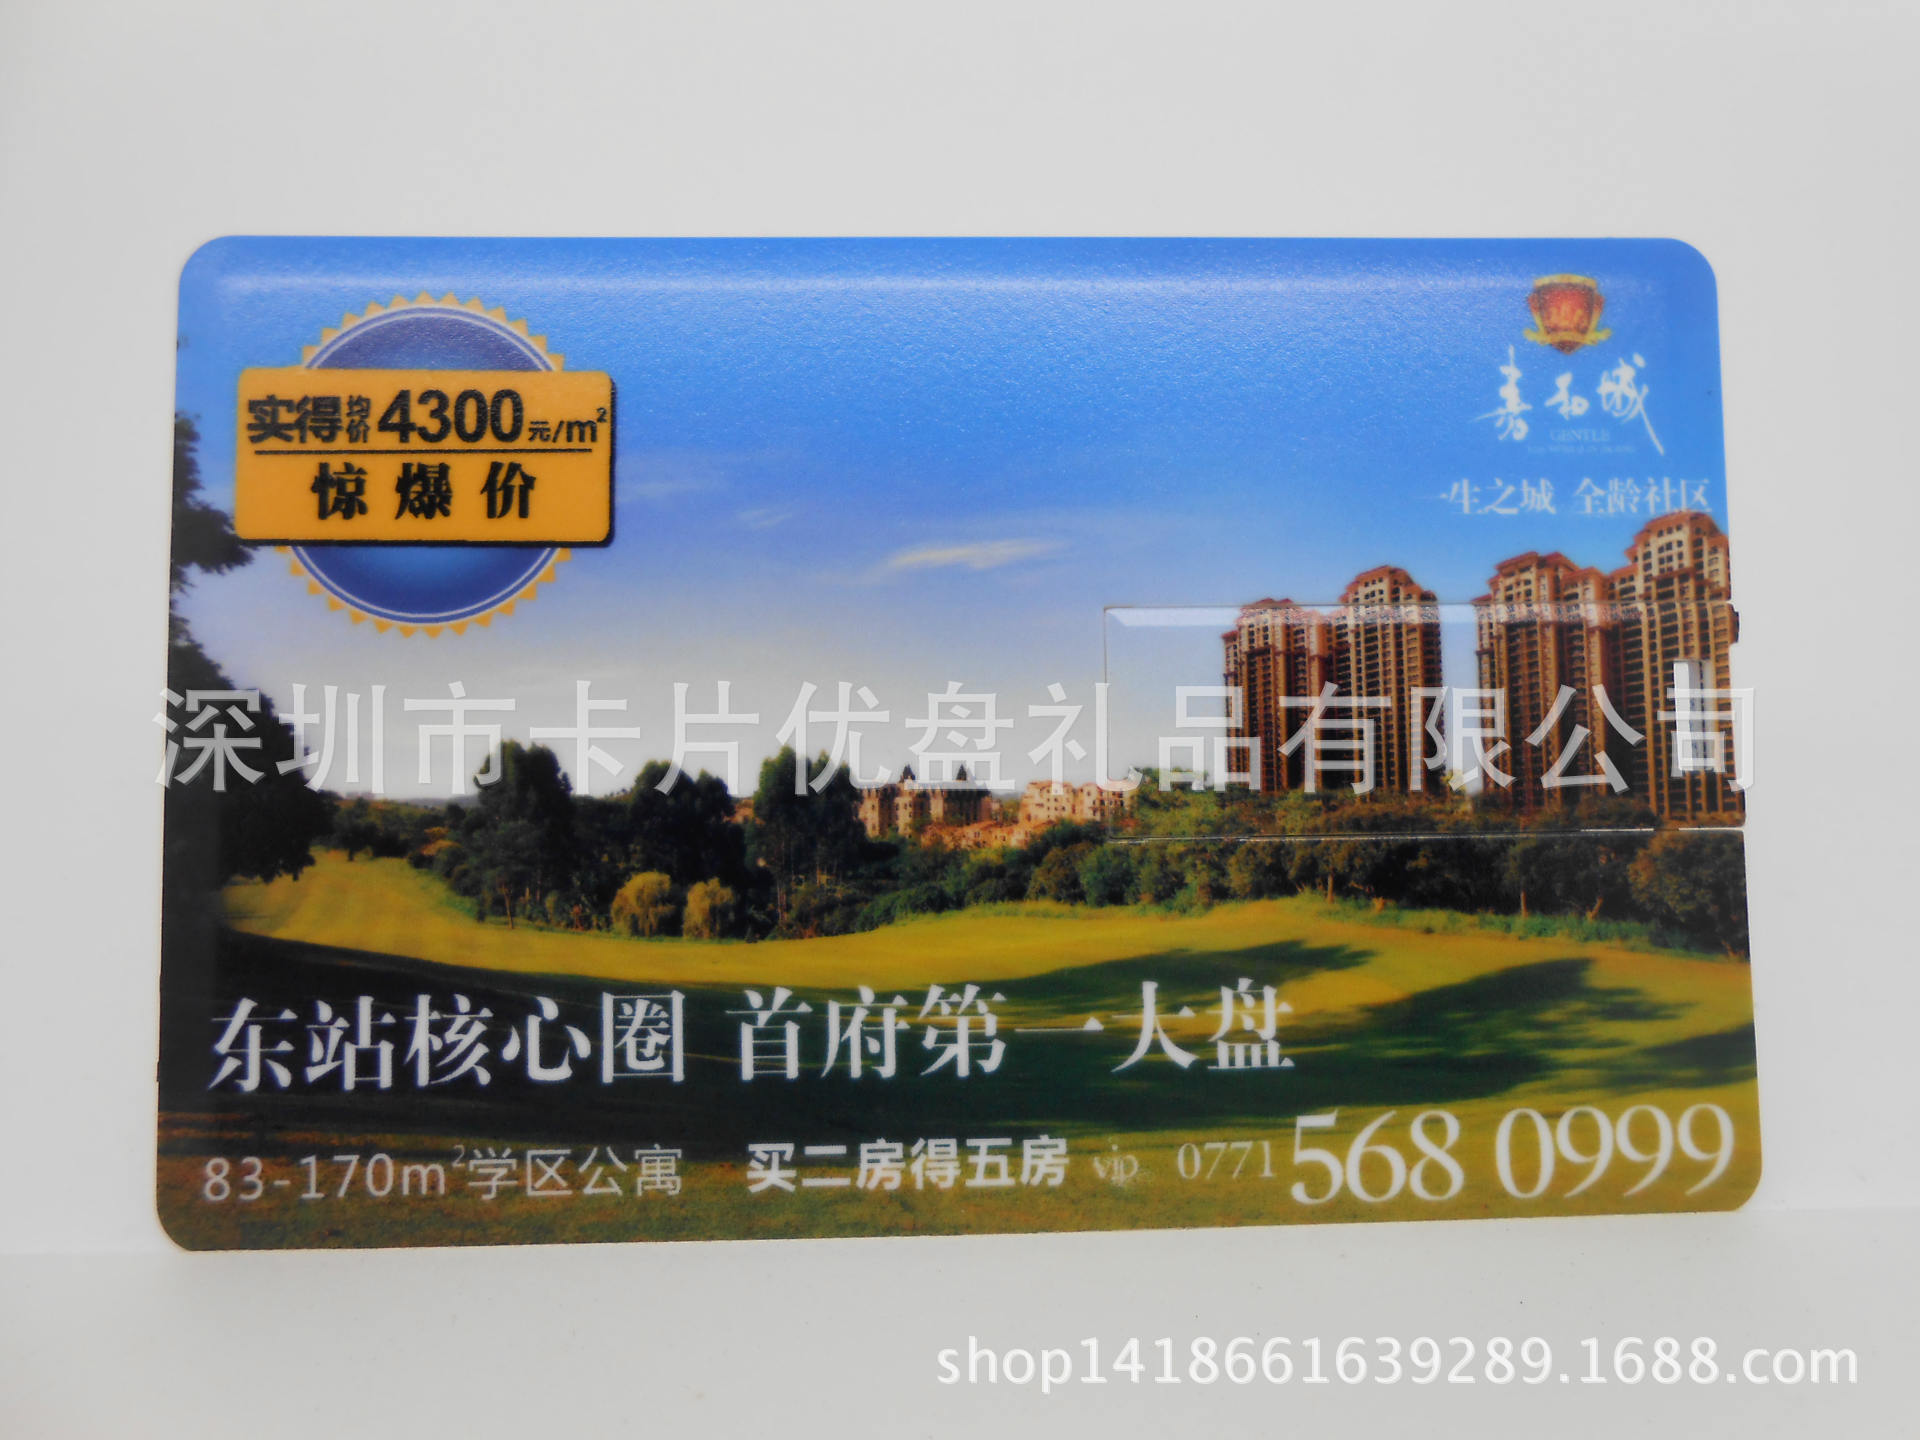 实得均价4300元/m²
惊爆价
嘉和城
GENTLE
一生之城 全龄社区
深圳市卡片优盘礼品有限公司
东站核心圈 首府第一大盘
83-170m²学区公寓 买二房得五房 vip 0771 568 0999
shop1418661639289.1688.com